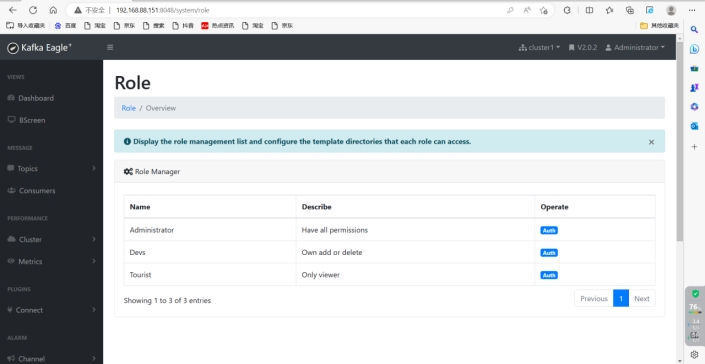 不安全 | 192.168.88.151:8048/system/role
导入收藏夹 百度 淘宝 京东 搜索 抖音 热点资讯 淘宝 京东 其他收藏夹
Kafka Eagle+ cluster1 V2.0.2 Administrator
VIEWS
Dashboard
BScreen
MESSAGE
Topics
Consumers
PERFORMANCE
Cluster
Metrics
PLUGINS
Connect
ALARM
Channel
Role
Role / Overview
Display the role management list and configure the template directories that each role can access. ×
Role Manager
Name Describe Operate
Administrator Have all permissions Auth
Devs Own add or delete Auth
Tourist Only viewer Auth
Showing 1 to 3 of 3 entries Previous 1 Next